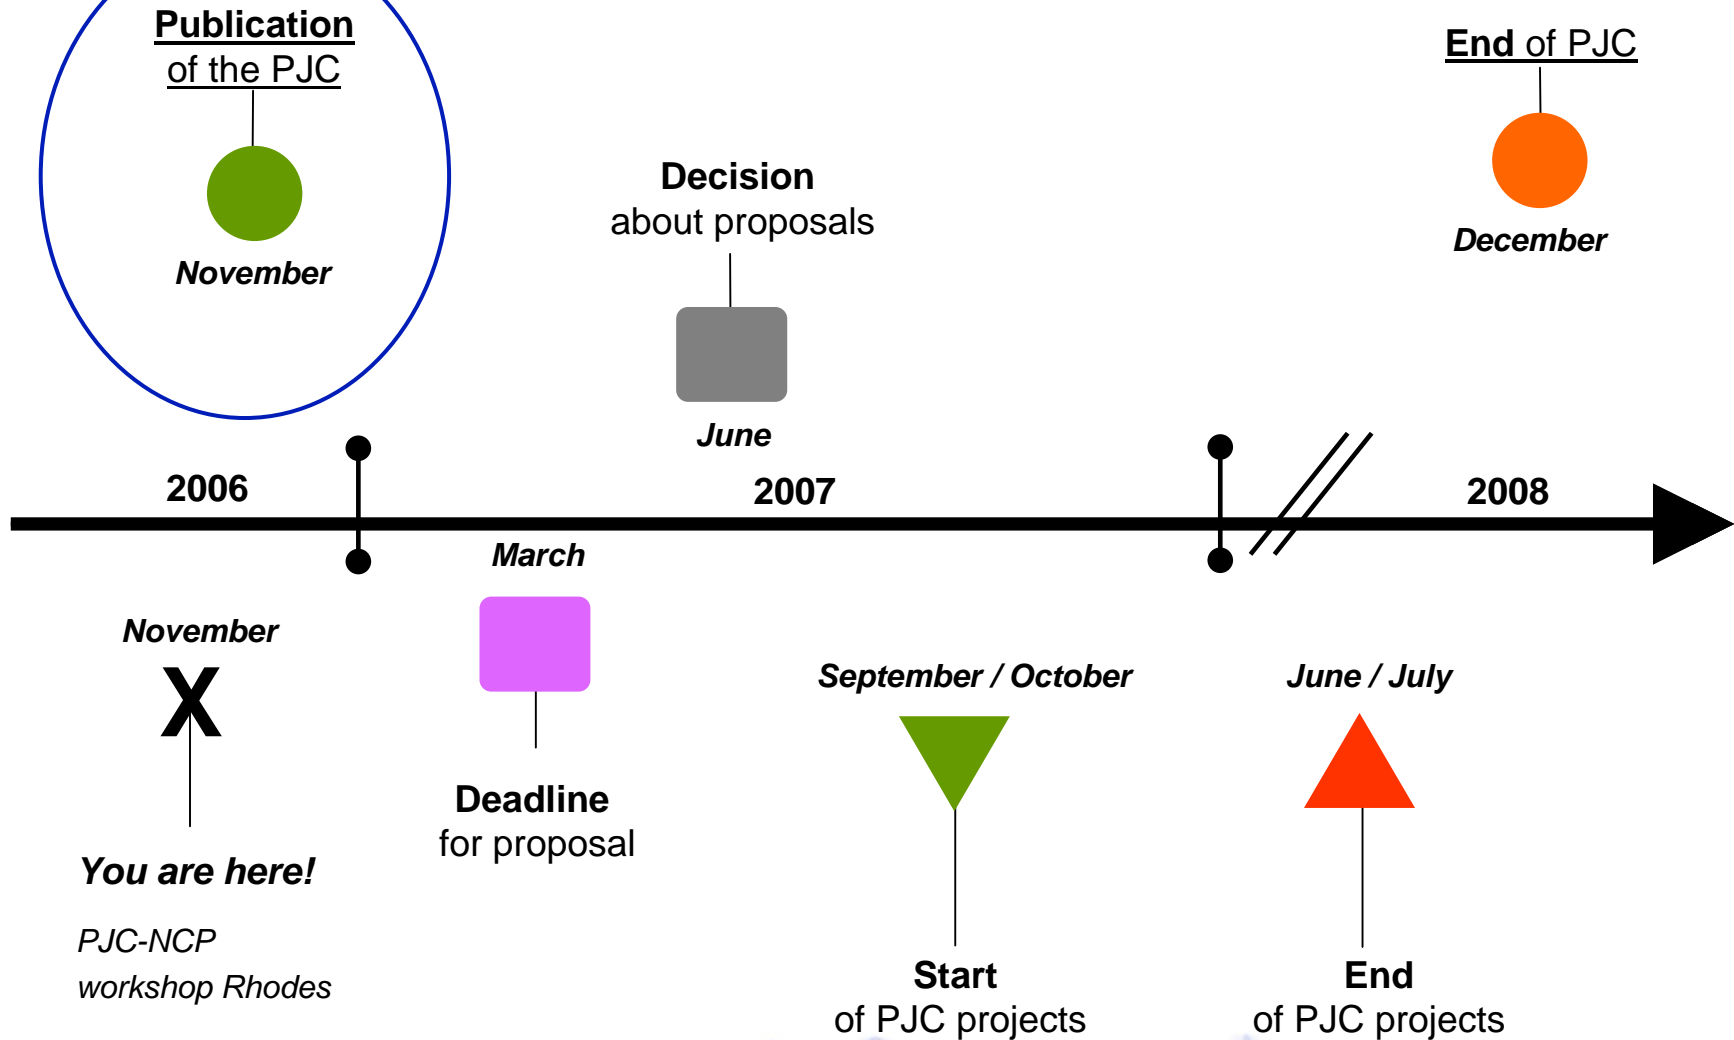 Publication
of the PJC
November
Decision
about proposals
June
End of PJC
December
2006
2007
2008
November
X
You are here!
PJC-NCP
workshop Rhodes
March
Deadline
for proposal
September / October
Start
of PJC projects
June / July
End
of PJC projects